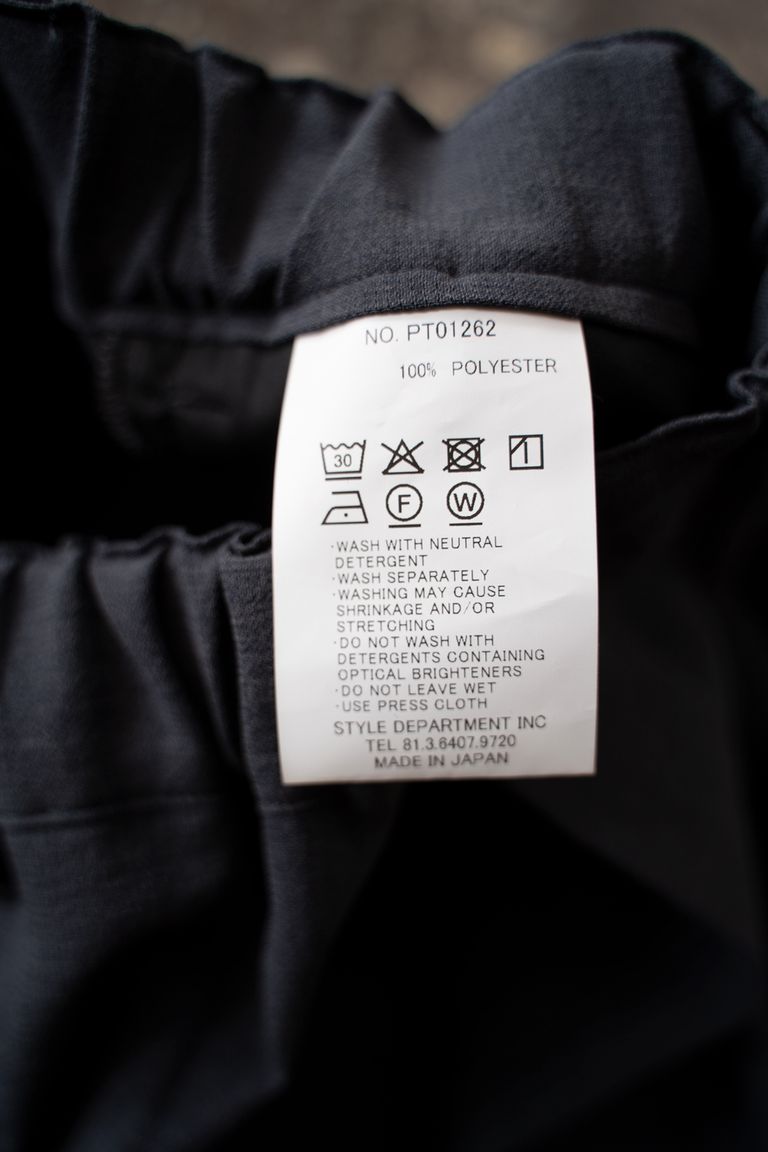 NO. PT01262
100% POLYESTER
30
F W
·WASH WITH NEUTRAL
DETERGENT
·WASH SEPARATELY
·WASHING MAY CAUSE
SHRINKAGE AND/OR
STRETCHING
·DO NOT WASH WITH
DETERGENTS CONTAINING
OPTICAL BRIGHTENERS
·DO NOT LEAVE WET
·USE PRESS CLOTH
STYLE DEPARTMENT INC
TEL 81.3.6407.9720
MADE IN JAPAN